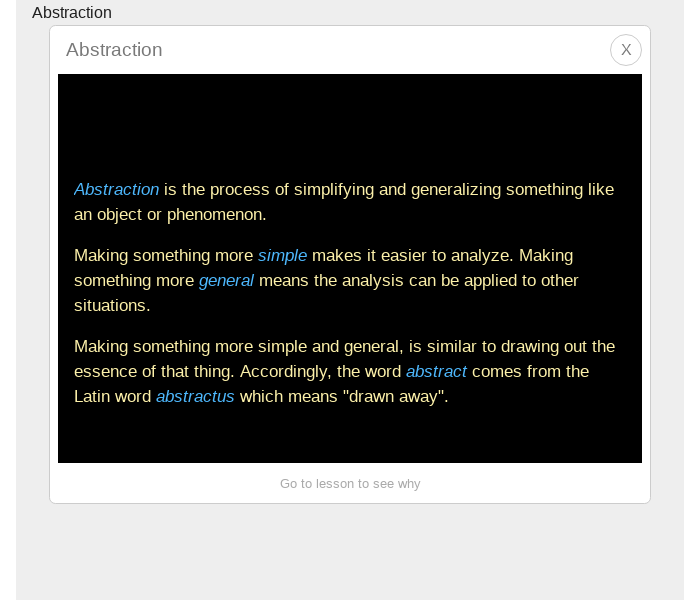 Abstraction
Abstraction
X
Abstraction is the process of simplifying and generalizing something like
an object or phenomenon.
Making something more simple makes it easier to analyze. Making
something more general means the analysis can be applied to other
situations.
Making something more simple and general, is similar to drawing out the
essence of that thing. Accordingly, the word abstract comes from the
Latin word abstractus which means "drawn away".
Go to lesson to see why